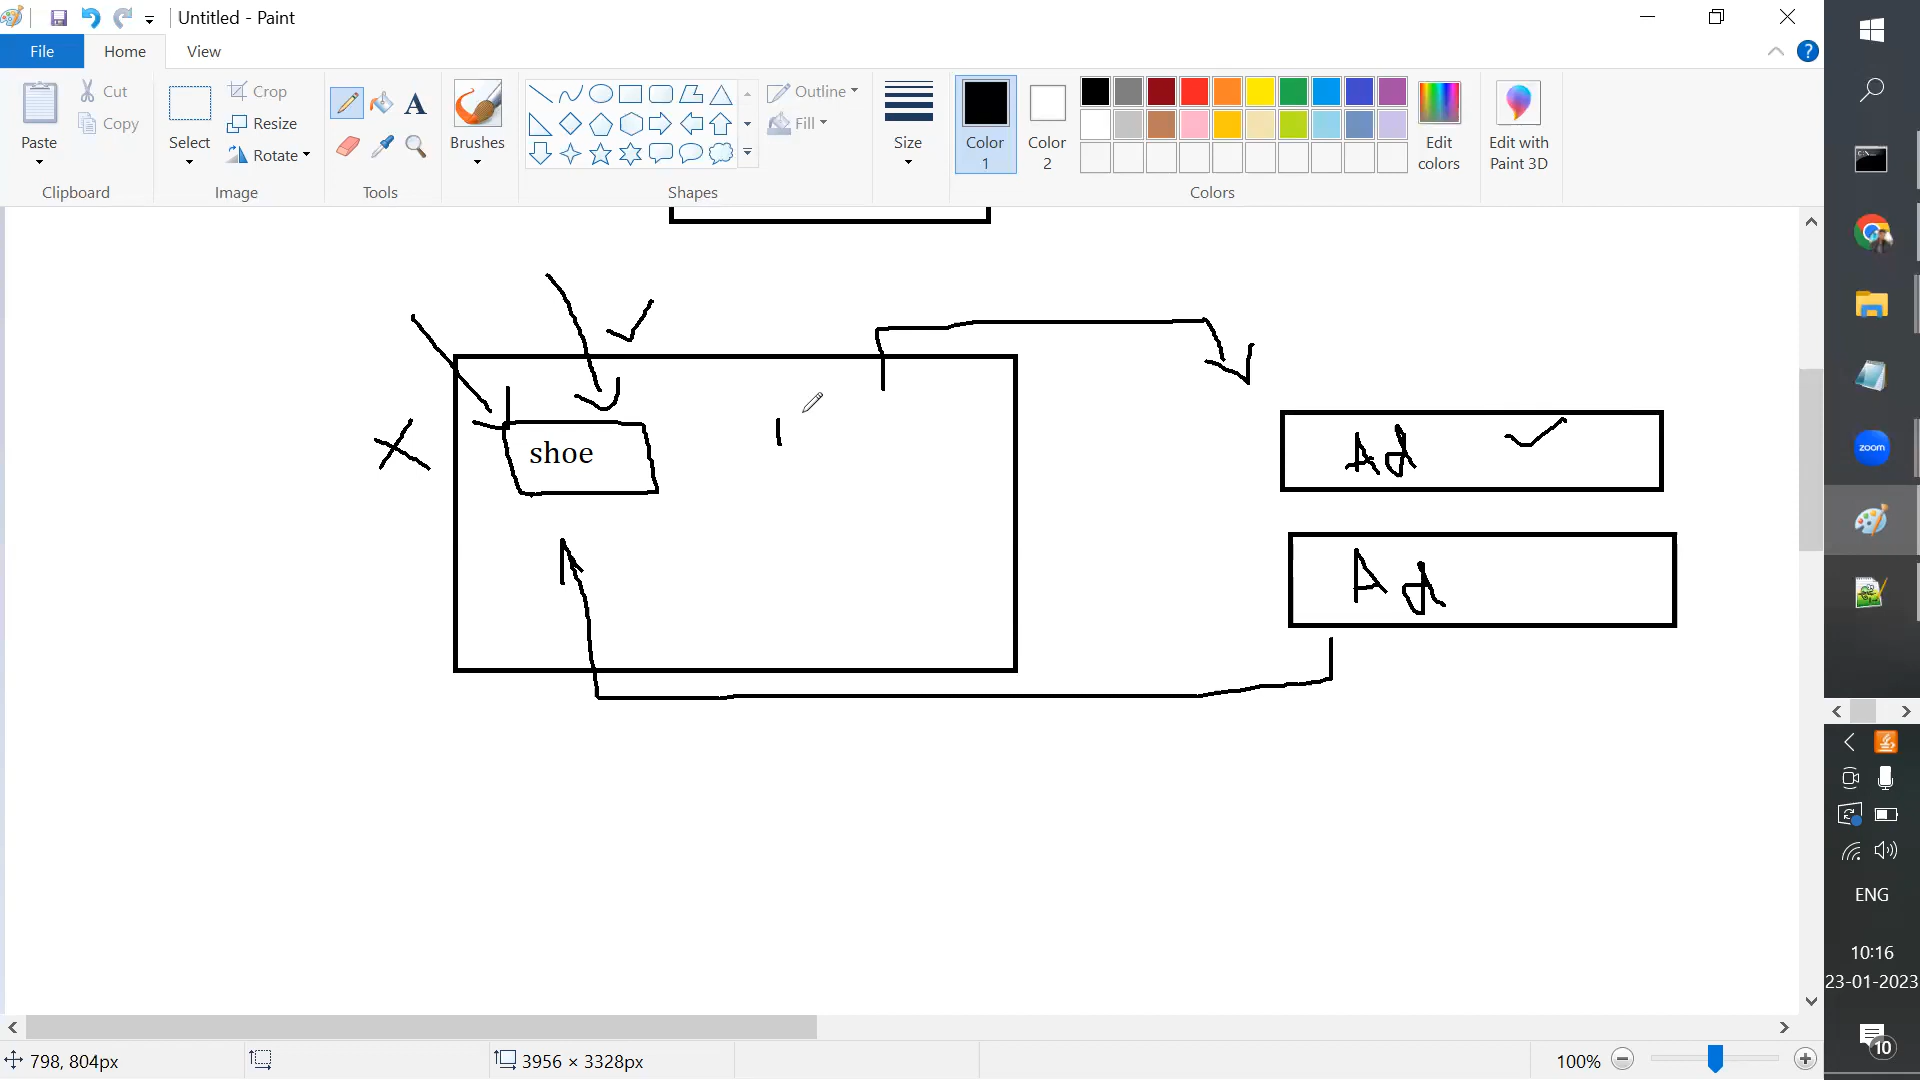 Untitled - Paint
File
Home
View
Paste
Cut
Copy
Clipboard
Select
Crop
Resize
Rotate
Image
A
Tools
Brushes
Shapes
Outline
Fill
Size
Color 1
Color 2
Colors
Edit colors
Edit with Paint 3D
?
shoe
Ad
Ad
zoom
ENG
10:16
23-01-2023
10
798, 804px
3956 × 3328px
100%